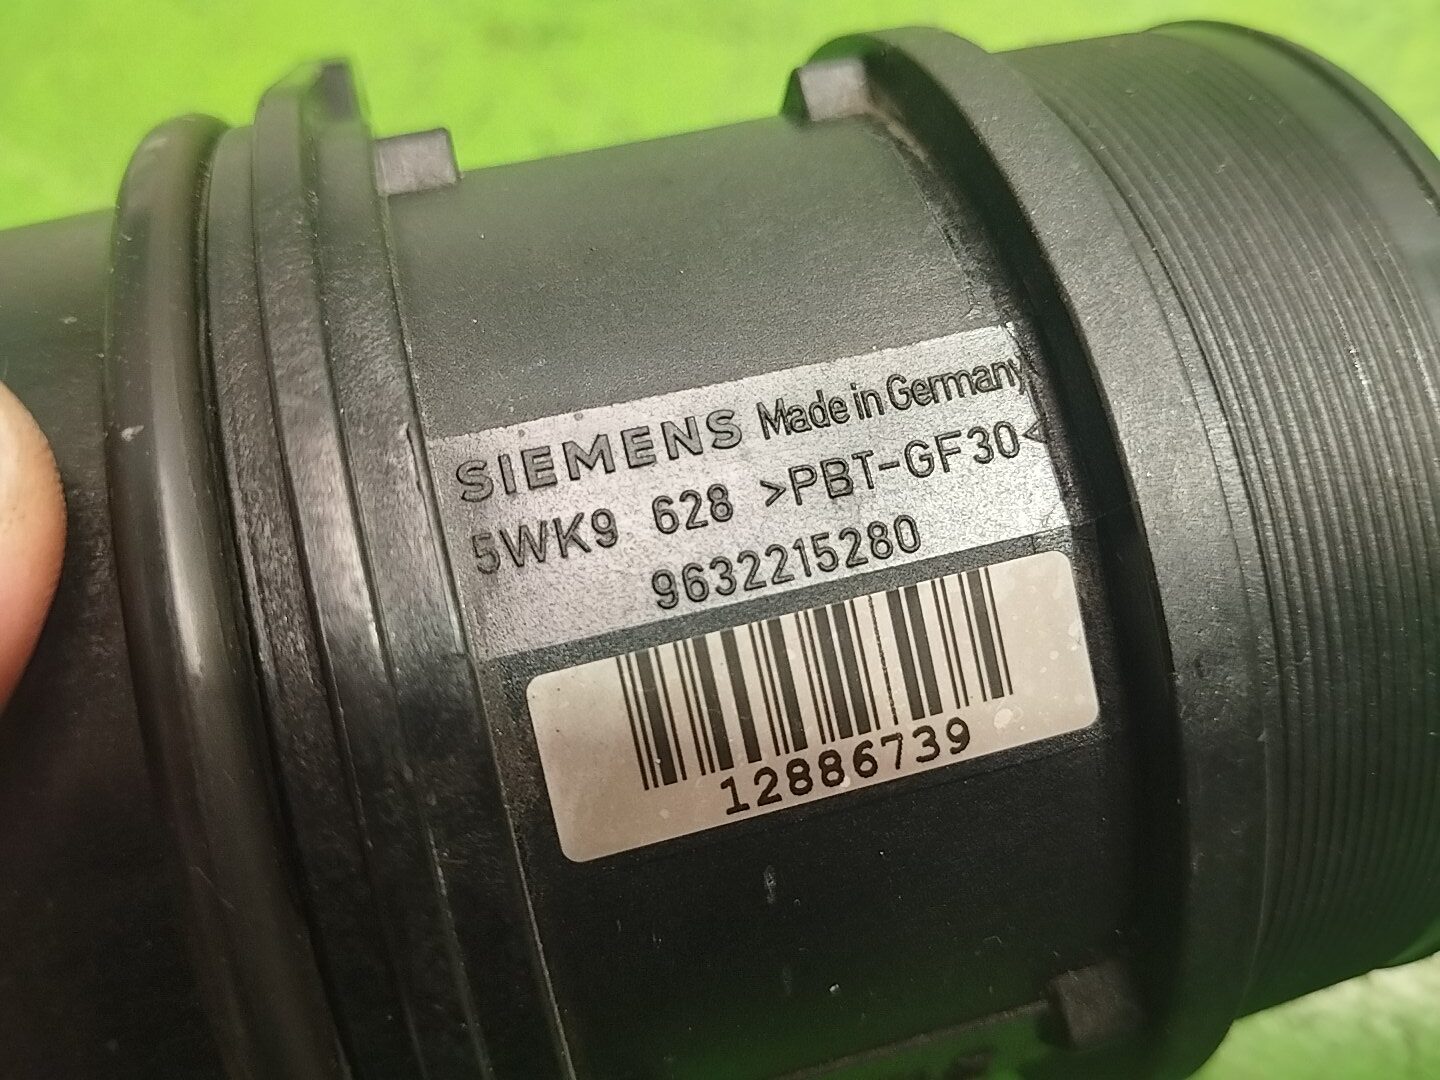 SIEMENS Made in Germany
5WK9 628 >PBT-GF30<
9632215280
12886739